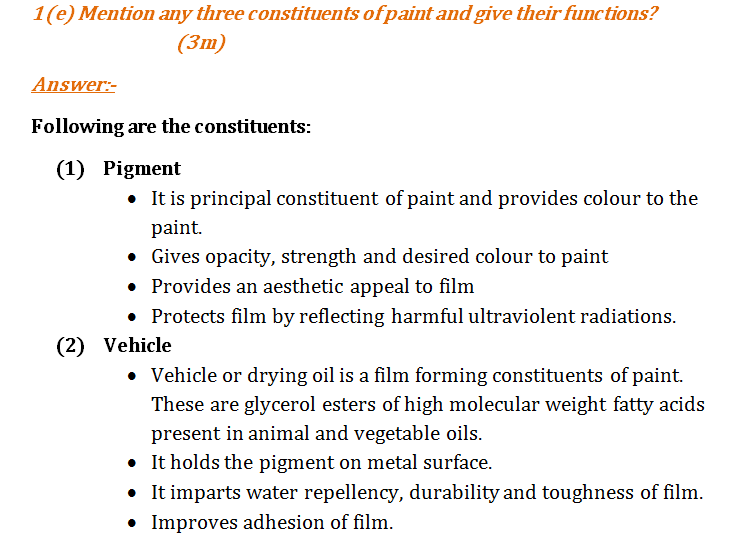 1(e) Mention any three constituents of paint and give their functions?
(3m)
Answer:-
Following are the constituents:
(1) Pigment
• It is principal constituent of paint and provides colour to the
paint.
• Gives opacity, strength and desired colour to paint
• Provides an aesthetic appeal to film
• Protects film by reflecting harmful ultraviolent radiations.
(2) Vehicle
• Vehicle or drying oil is a film forming constituents of paint.
These are glycerol esters of high molecular weight fatty acids
present in animal and vegetable oils.
• It holds the pigment on metal surface.
• It imparts water repellency, durability and toughness of film.
• Improves adhesion of film.